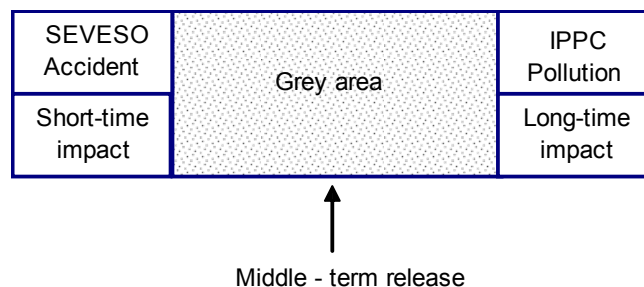 SEVESO
Accident
Short-time
impact
Grey area
IPPC
Pollution
Long-time
impact
Middle - term release